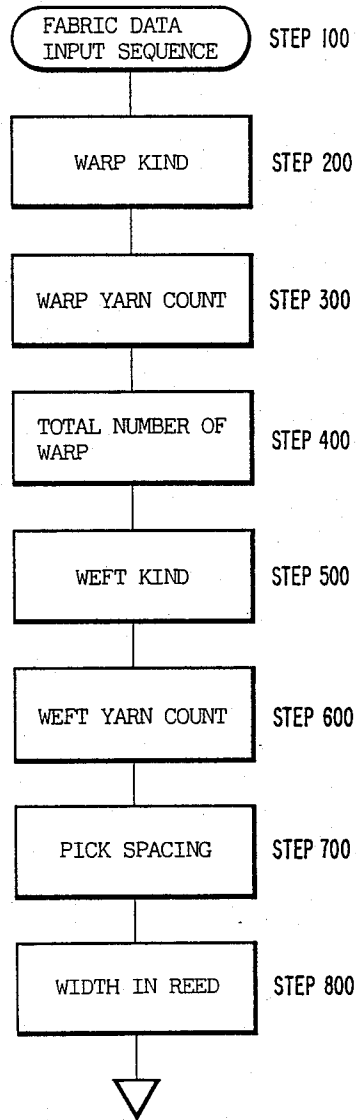 FABRIC DATA
INPUT SEQUENCE
STEP 100
WARP KIND
STEP 200
WARP YARN COUNT
STEP 300
TOTAL NUMBER OF
WARP
STEP 400
WEFT KIND
STEP 500
WEFT YARN COUNT
STEP 600
PICK SPACING
STEP 700
WIDTH IN REED
STEP 800